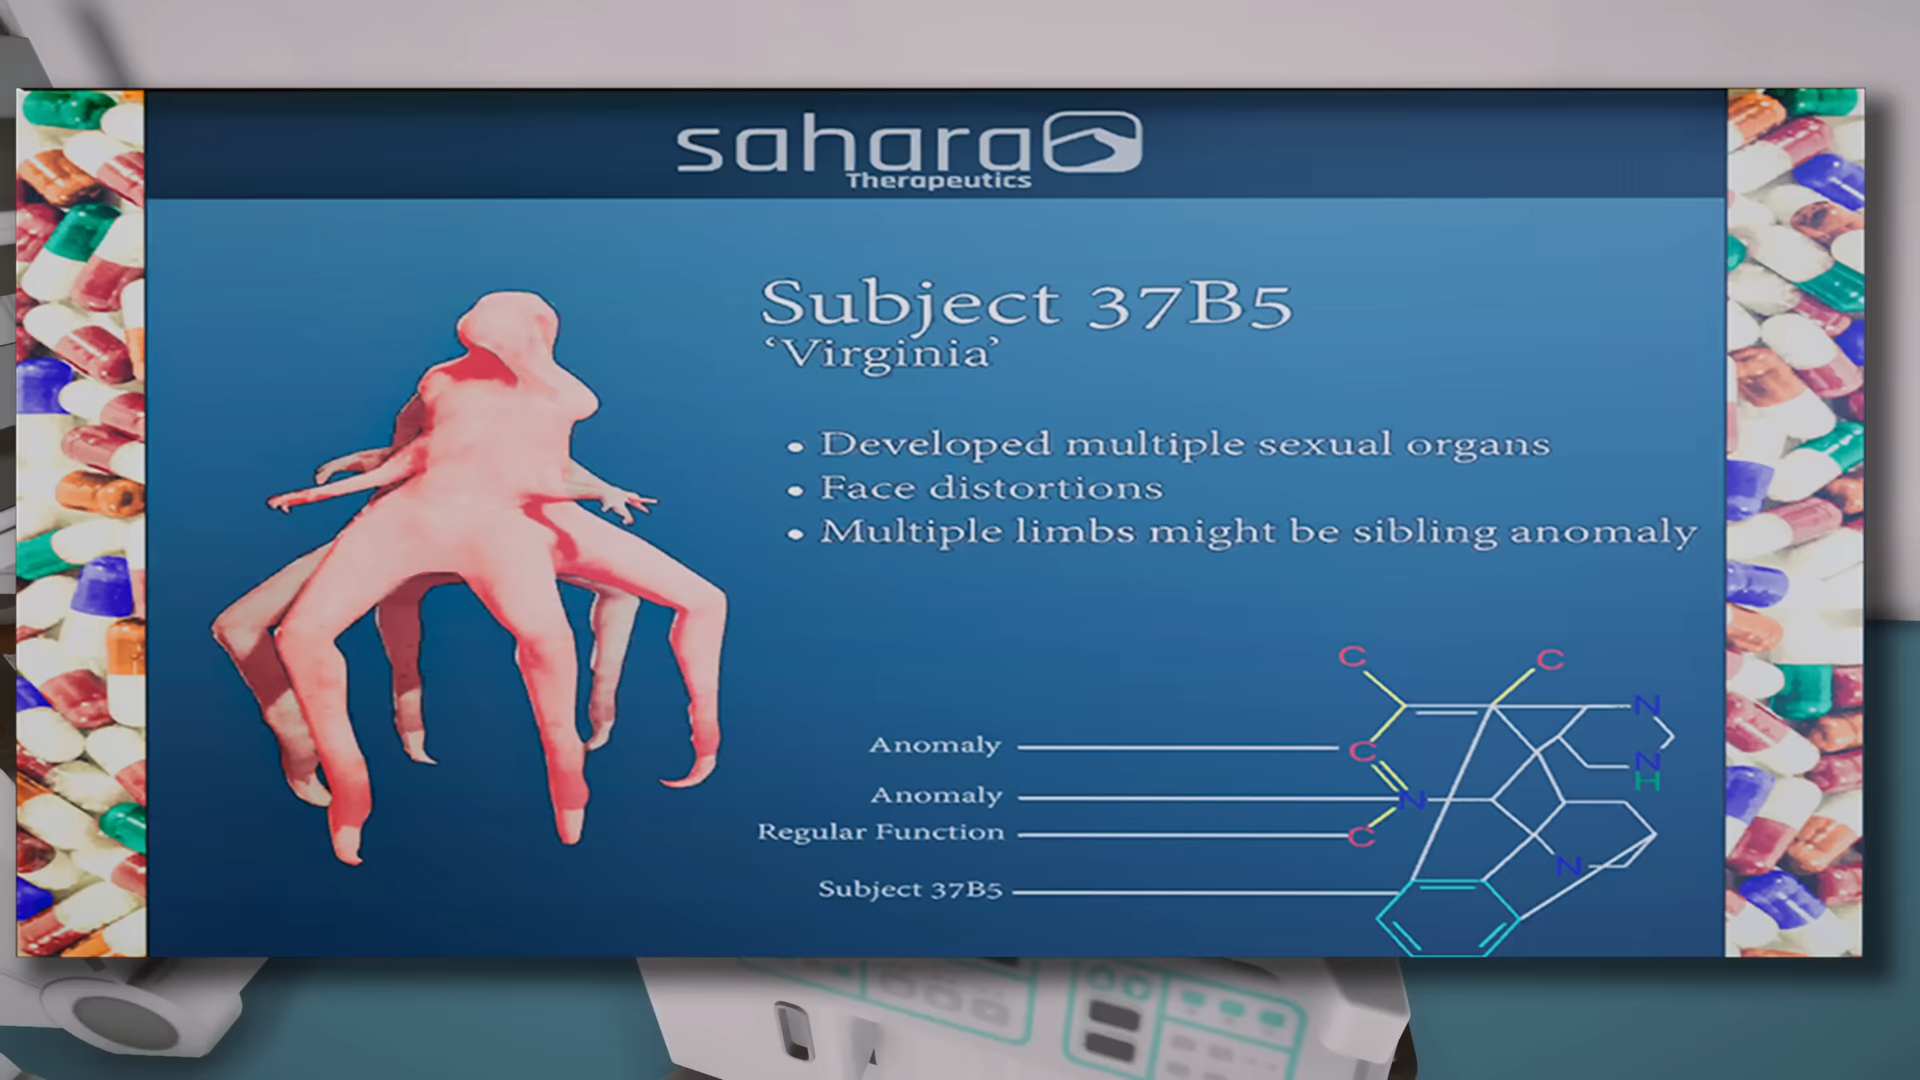 sahara
Therapeutics
Subject 37B5
‘Virginia’
• Developed multiple sexual organs
• Face distortions
• Multiple limbs might be sibling anomaly
C C
N
Anomaly C
N
H
Anomaly N
Regular Function C
N
Subject 37B5